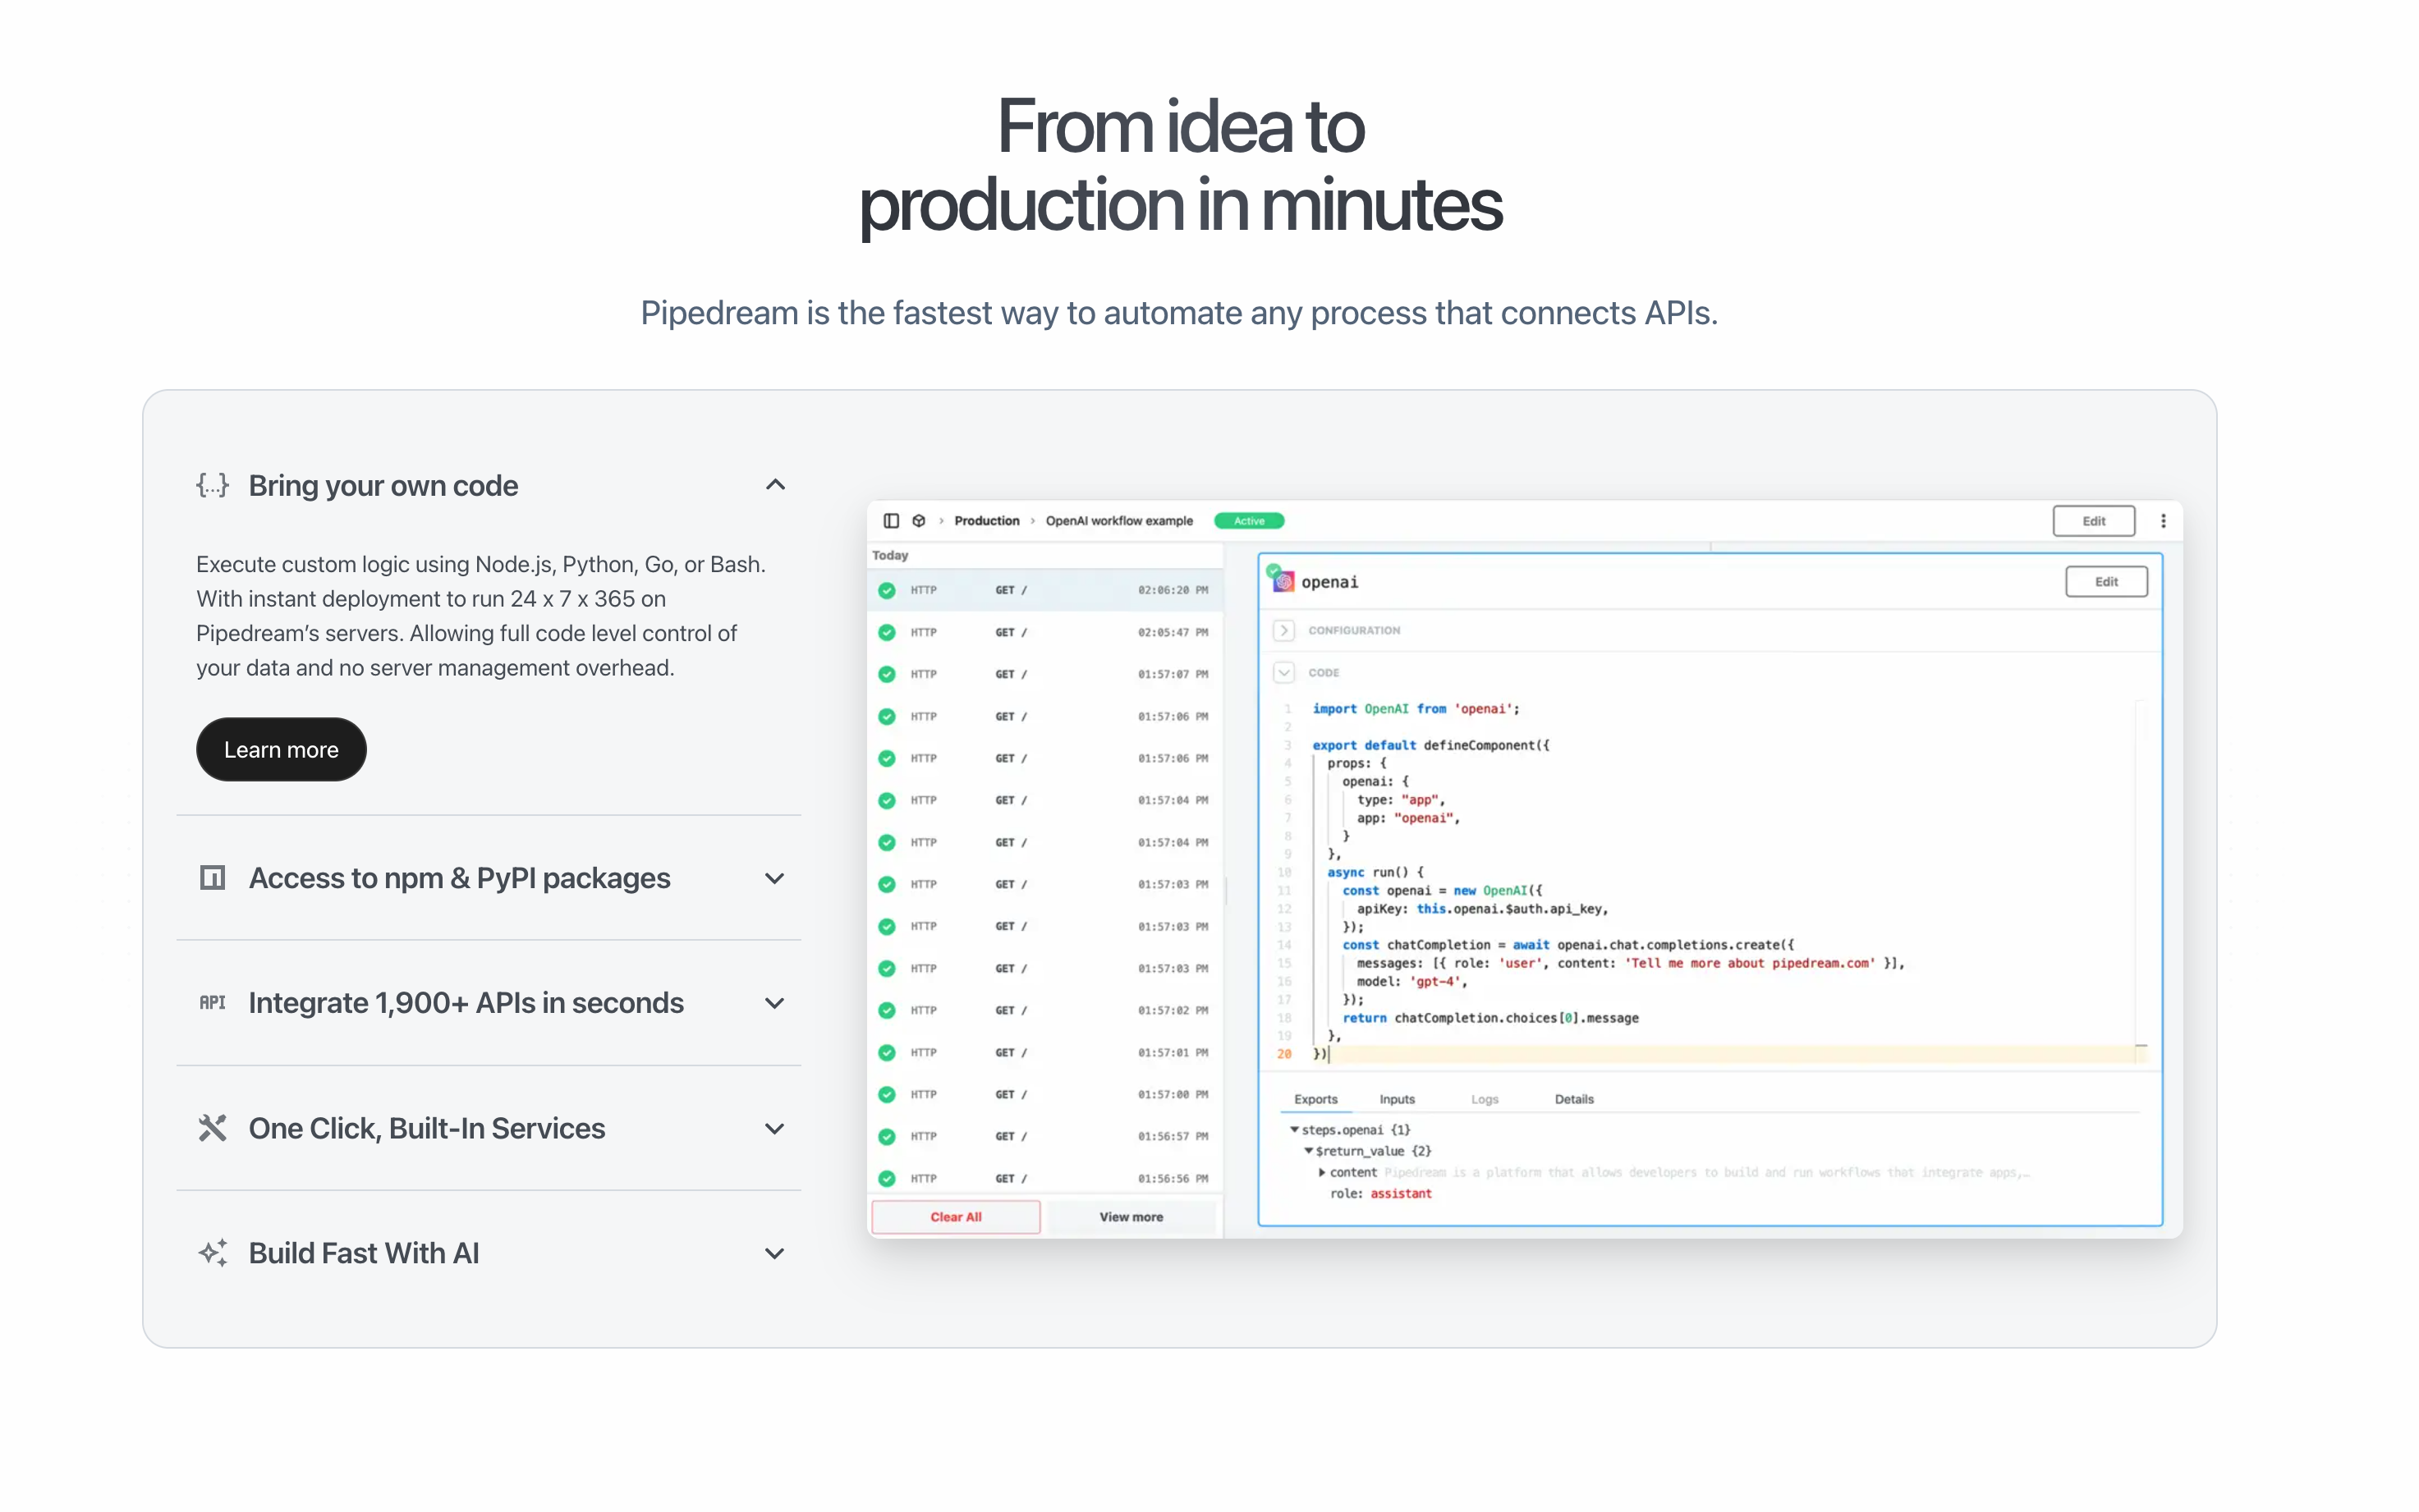 From idea to
production in minutes
Pipedream is the fastest way to automate any process that connects APIs.
{...} Bring your own code
Execute custom logic using Node.js, Python, Go, or Bash.
With instant deployment to run 24 x 7 x 365 on
Pipedream’s servers. Allowing full code level control of
your data and no server management overhead.
Learn more
Access to npm & PyPI packages
API Integrate 1,900+ APIs in seconds
One Click, Built-In Services
Build Fast With AI
Production > OpenAI workflow example Active Edit
Today
HTTP GET / 02:06:20 PM
HTTP GET / 02:05:47 PM
HTTP GET / 01:57:07 PM
HTTP GET / 01:57:06 PM
HTTP GET / 01:57:06 PM
HTTP GET / 01:57:04 PM
HTTP GET / 01:57:04 PM
HTTP GET / 01:57:03 PM
HTTP GET / 01:57:03 PM
HTTP GET / 01:57:03 PM
HTTP GET / 01:57:02 PM
HTTP GET / 01:57:01 PM
HTTP GET / 01:57:00 PM
HTTP GET / 01:56:57 PM
HTTP GET / 01:56:56 PM
Clear All View more
openai Edit
CONFIGURATION
CODE
1 import OpenAI from 'openai';
2
3 export default defineComponent({
4 props: {
5 openai: {
6 type: "app",
7 app: "openai",
8 }
9 },
10 async run() {
11 const openai = new OpenAI({
12 apiKey: this.openai.$auth.api_key,
13 });
14 const chatCompletion = await openai.chat.completions.create({
15 messages: [{ role: 'user', content: 'Tell me more about pipedream.com' }],
16 model: 'gpt-4',
17 });
18 return chatCompletion.choices[0].message
19 },
20 })
Exports Inputs Logs Details
steps.openai {1}
$return_value {2}
content Pipedream is a platform that allows developers to build and run workflows that integrate apps,…
role: assistant